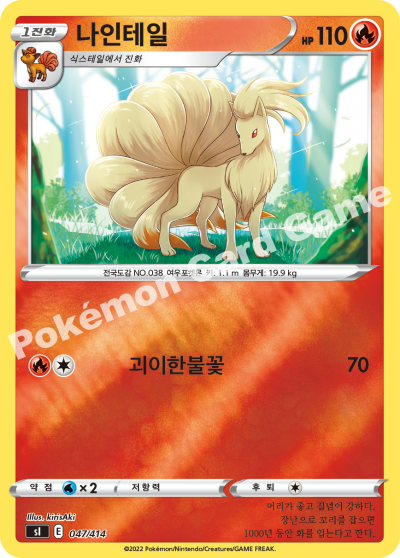 1진화
나인테일
HP 110
식스테일에서 진화
전국도감 NO.038 여우포켓몬 키: 1.1 m 몸무게: 19.9 kg
Pokémon Card Game
괴이한불꽃 70
약점 ×2 저항력 후퇴
Illus. kirisAki
sI E 047/414
머리가 좋고 집념이 강하다.
장난으로 꼬리를 잡으면
1000년 동안 화를 입는다고 한다.
©2022 Pokémon/Nintendo/Creatures/GAME FREAK.